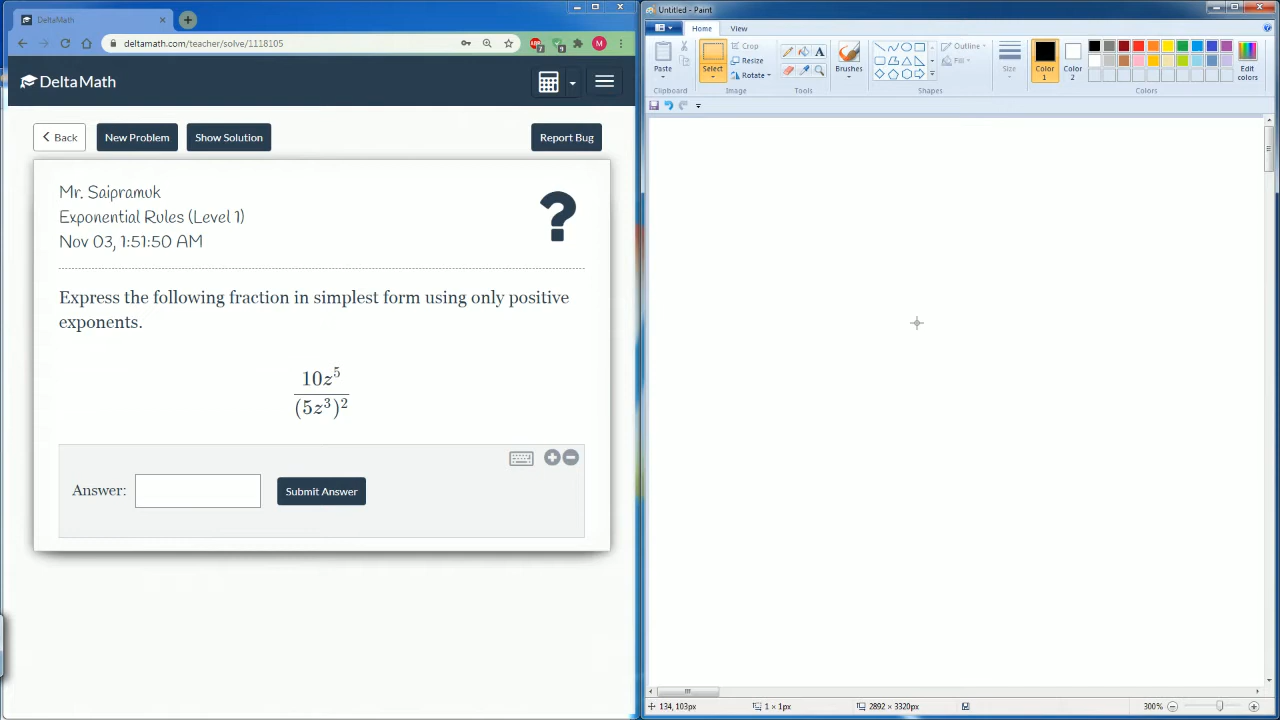 DeltaMath
deltamath.com/teacher/solve/1118105
M
DeltaMath
Back
New Problem
Show Solution
Report Bug
Mr. Saipramuk
Exponential Rules (Level 1)
Nov 03, 1:51:50 AM
?
Express the following fraction in simplest form using only positive
exponents.
10z^5
(5z^3)^2
Answer:
Submit Answer
Untitled - Paint
Home
View
Paste
Select
Crop
Resize
Rotate
A
Brushes
Outline
Fill
Size
Color
1
Color
2
Edit
colors
Clipboard
Image
Tools
Shapes
Colors
134, 103px
1 × 1px
2892 × 3320px
300%